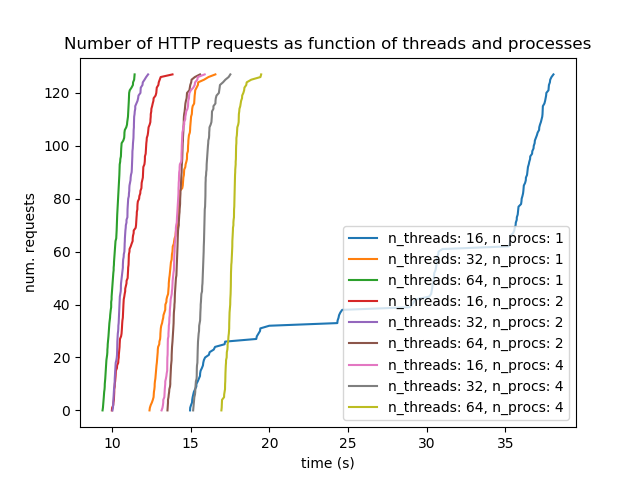 Number of HTTP requests as function of threads and processes
num. requests
120
100
80
60
40
20
0
n_threads: 16, n_procs: 1
n_threads: 32, n_procs: 1
n_threads: 64, n_procs: 1
n_threads: 16, n_procs: 2
n_threads: 32, n_procs: 2
n_threads: 64, n_procs: 2
n_threads: 16, n_procs: 4
n_threads: 32, n_procs: 4
n_threads: 64, n_procs: 4
10 15 20 25 30 35
time (s)